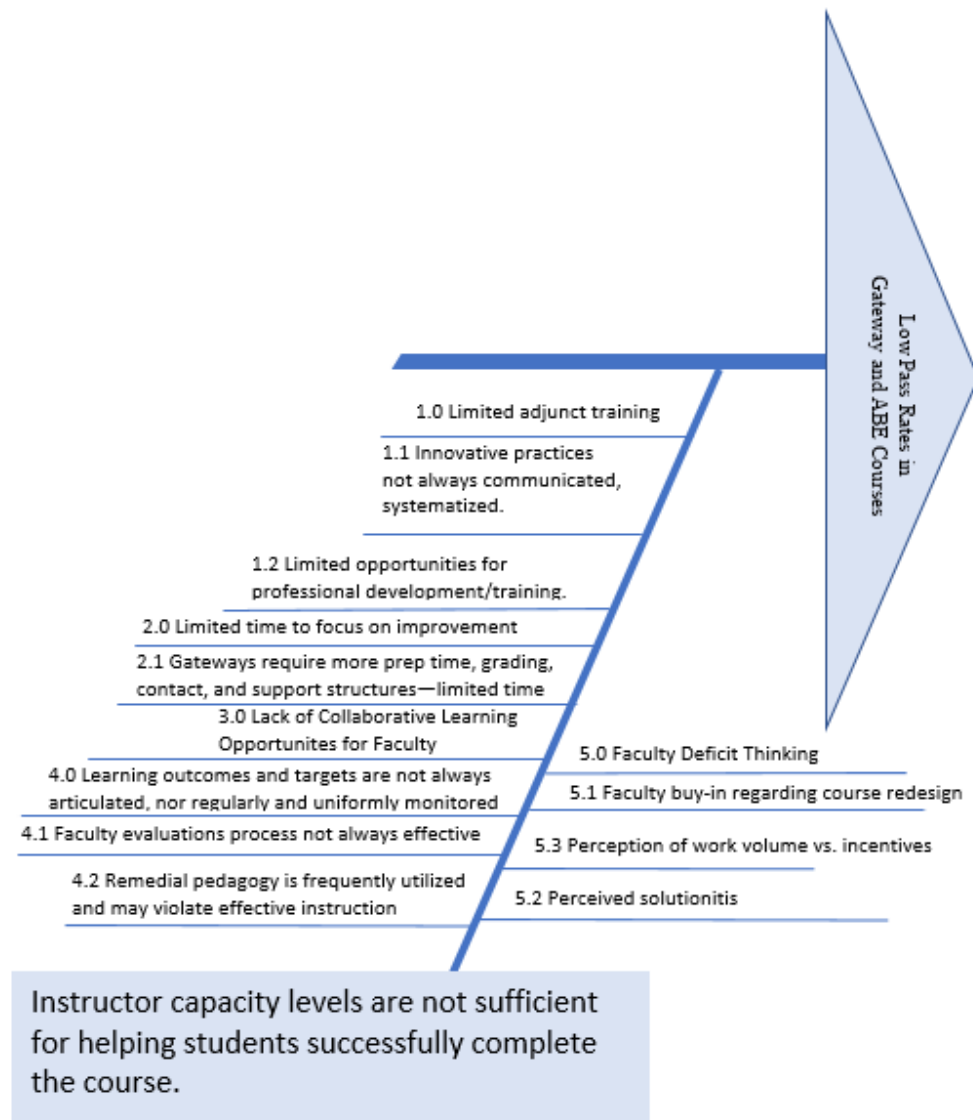 Low Pass Rates in
Gateway and ABE Courses
1.0 Limited adjunct training
1.1 Innovative practices
not always communicated,
systematized.
1.2 Limited opportunities for
professional development/training.
2.0 Limited time to focus on improvement
2.1 Gateways require more prep time, grading,
contact, and support structures—limited time
3.0 Lack of Collaborative Learning
Opportunites for Faculty
4.0 Learning outcomes and targets are not always
articulated, nor regularly and uniformly monitored
4.1 Faculty evaluations process not always effective
4.2 Remedial pedagogy is frequently utilized
and may violate effective instruction
5.0 Faculty Deficit Thinking
5.1 Faculty buy-in regarding course redesign
5.3 Perception of work volume vs. incentives
5.2 Perceived solutionitis
Instructor capacity levels are not sufficient
for helping students successfully complete
the course.